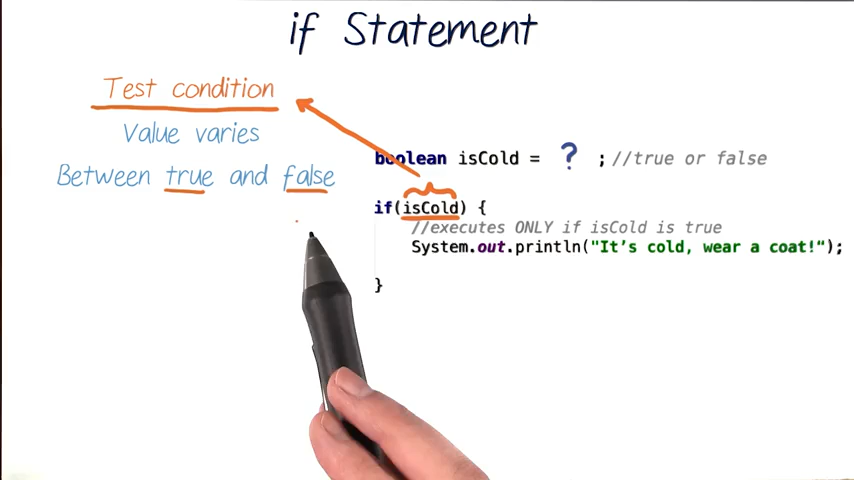 if Statement
Test condition
Value varies
Between true and false
boolean isCold = ? ; //true or false
if(isCold) {
//executes ONLY if isCold is true
System.out.println("It's cold, wear a coat!");
}